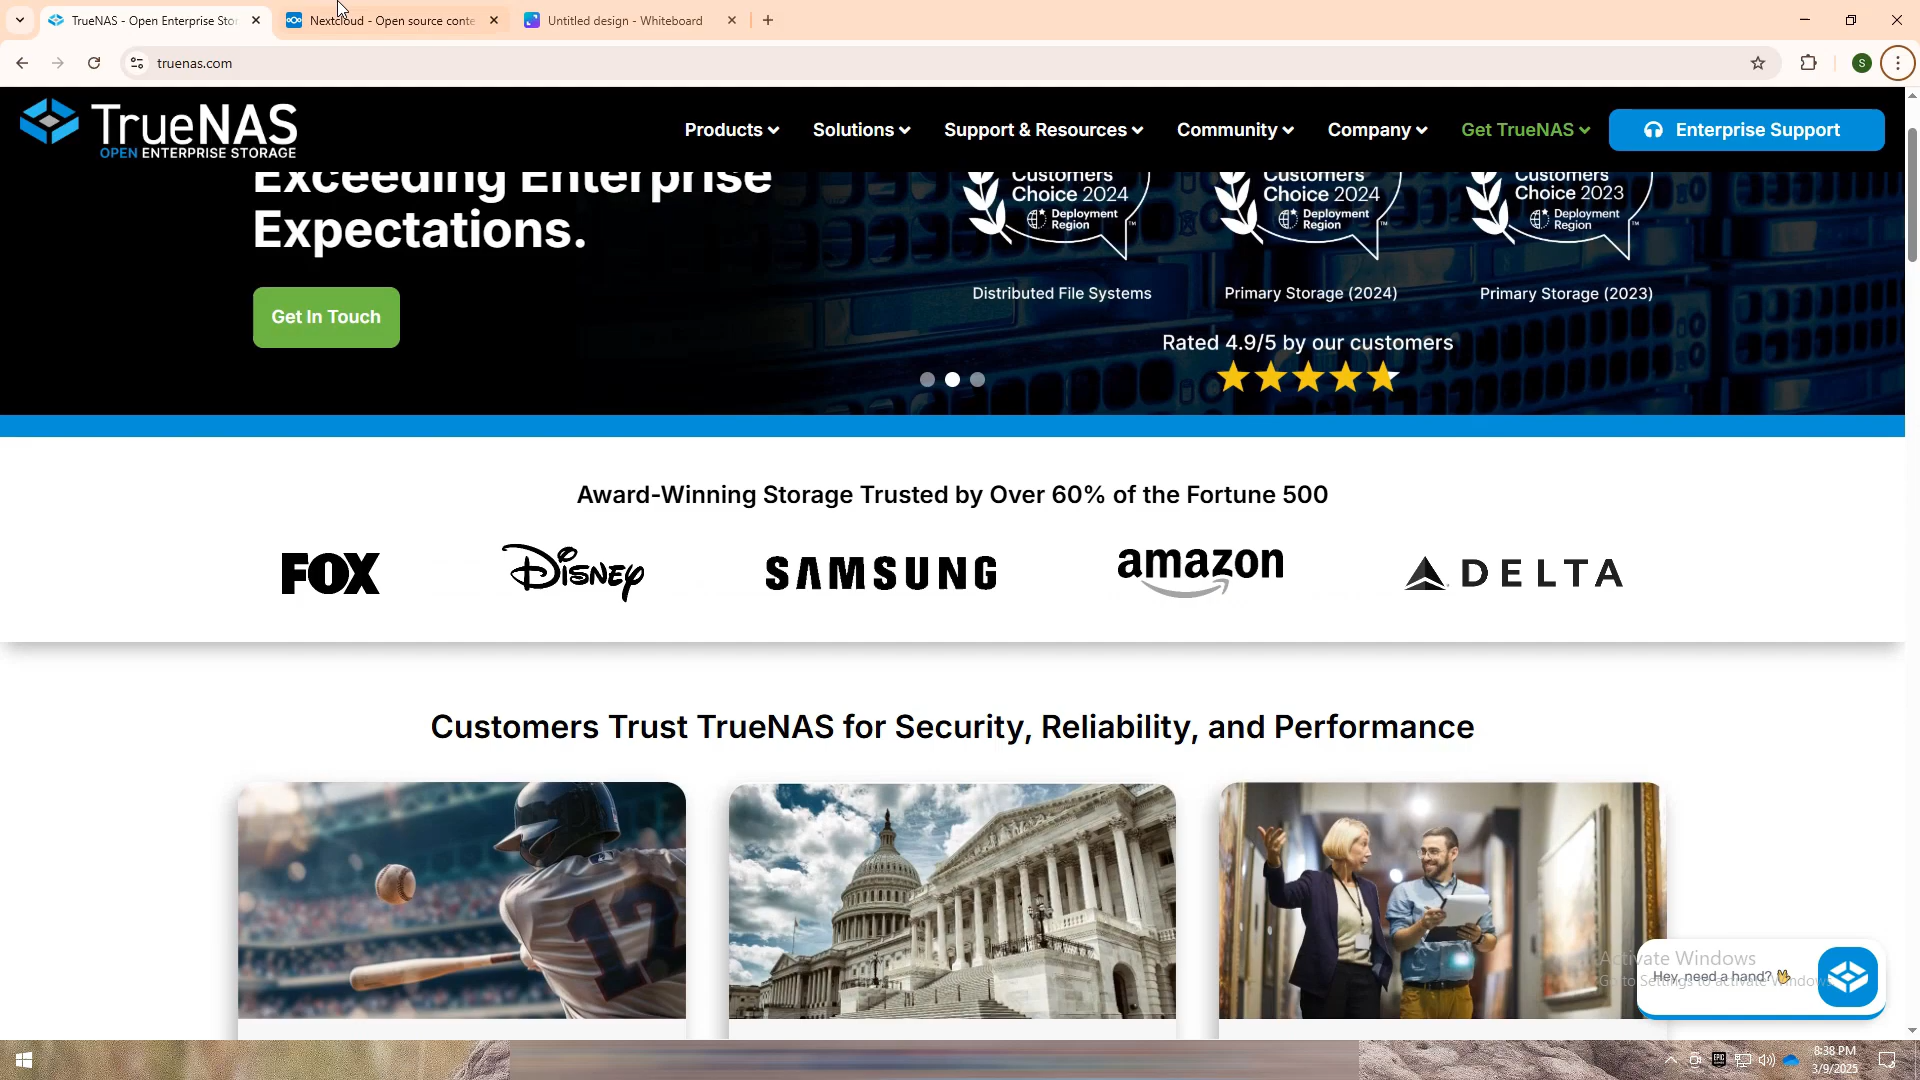 TrueNAS - Open Enterprise Stor
Nextcloud - Open source conte
Untitled design - Whiteboard
truenas.com
S
TrueNAS
OPEN ENTERPRISE STORAGE
Products
Solutions
Support & Resources
Community
Company
Get TrueNAS
Enterprise Support
Exceeding Enterprise
Expectations.
Get In Touch
Customers
Choice 2024
Deployment
Region
TM
Distributed File Systems
Customers
Choice 2024
Deployment
Region
TM
Primary Storage (2024)
Customers
Choice 2023
Deployment
Region
TM
Primary Storage (2023)
Rated 4.9/5 by our customers
Award-Winning Storage Trusted by Over 60% of the Fortune 500
FOX
Disney
SAMSUNG
amazon
DELTA
Customers Trust TrueNAS for Security, Reliability, and Performance
17
Hey, need a hand?
Activate Windows
Go to Settings to activate Windows
EPIC
8:38 PM
3/9/2025